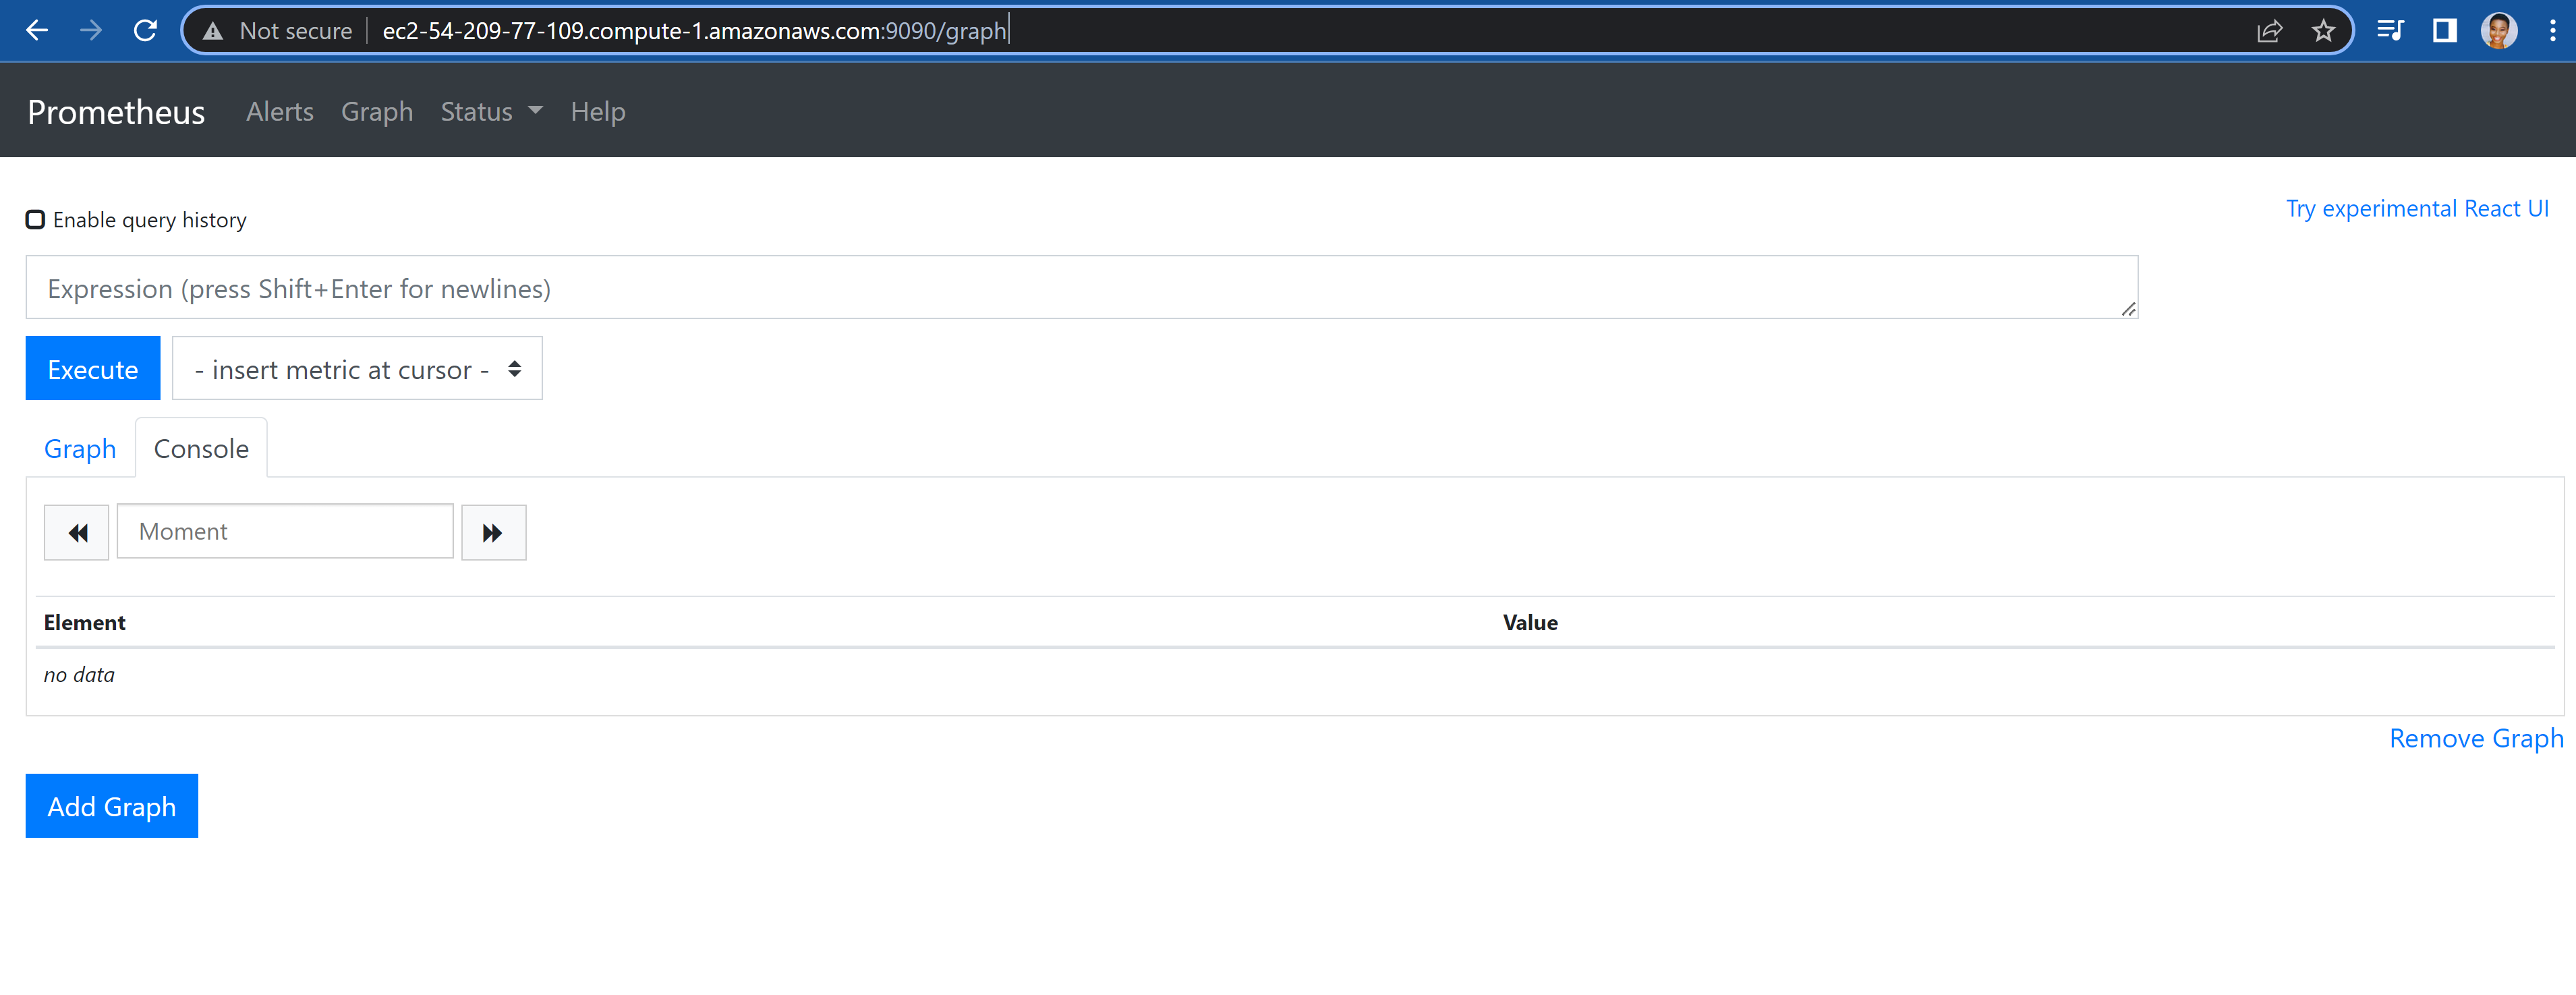 Not secure ec2-54-209-77-109.compute-1.amazonaws.com:9090/graph
Prometheus Alerts Graph Status Help
Try experimental React UI
Enable query history
Expression (press Shift+Enter for newlines)
Execute - insert metric at cursor -
Graph Console
Moment
Element Value
no data
Remove Graph
Add Graph